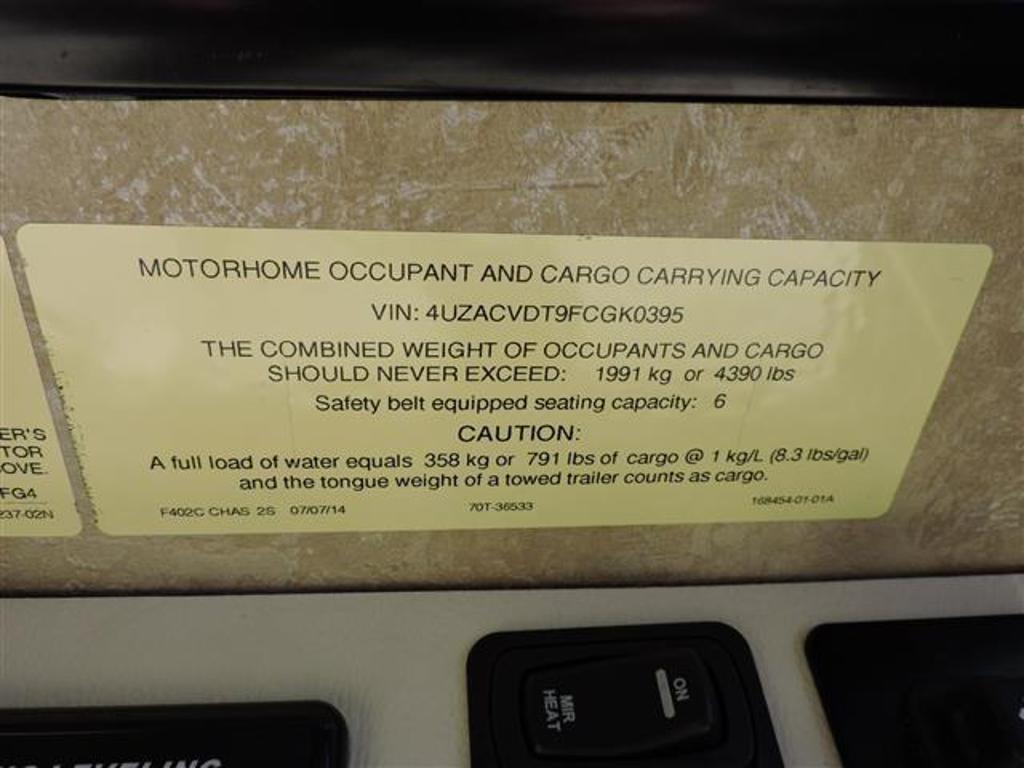 MOTORHOME OCCUPANT AND CARGO CARRYING CAPACITY
VIN: 4UZACVDT9FCGK0395
THE COMBINED WEIGHT OF OCCUPANTS AND CARGO
SHOULD NEVER EXCEED: 1991 kg or 4390 lbs
Safety belt equipped seating capacity: 6
CAUTION:
A full load of water equals 358 kg or 791 lbs of cargo @ 1 kg/L (8.3 lbs/gal)
and the tongue weight of a towed trailer counts as cargo.
F402C CHAS 2S 07/07/14 70T-36533 168454-01-01A
ER'S
TOR
OVE.
FG4
237-02N
ON
MIR
HEAT
LEVELING